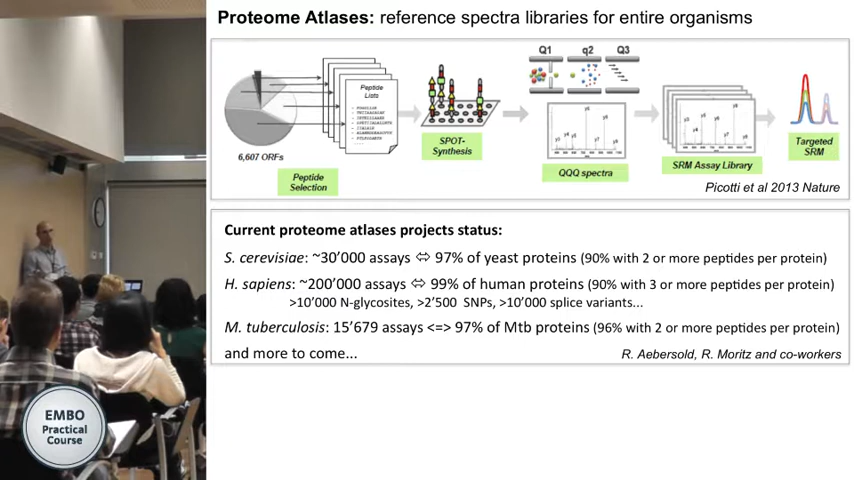 Proteome Atlases: reference spectra libraries for entire organisms
Q1 q2 Q3
Peptide
Lists
6,607 ORFs
Peptide
Selection
SPOT-
Synthesis
QQQ spectra
SRM Assay Library
Targeted
SRM
Picotti et al 2013 Nature
Current proteome atlases projects status:
S. cerevisiae: ~30’000 assays ⇔ 97% of yeast proteins (90% with 2 or more peptides per protein)
H. sapiens: ~200’000 assays ⇔ 99% of human proteins (90% with 3 or more peptides per protein)
>10’000 N-glycosites, >2’500 SNPs, >10’000 splice variants...
M. tuberculosis: 15’679 assays <=> 97% of Mtb proteins (96% with 2 or more peptides per protein)
and more to come...
R. Aebersold, R. Moritz and co-workers
EMBO
Practical
Course